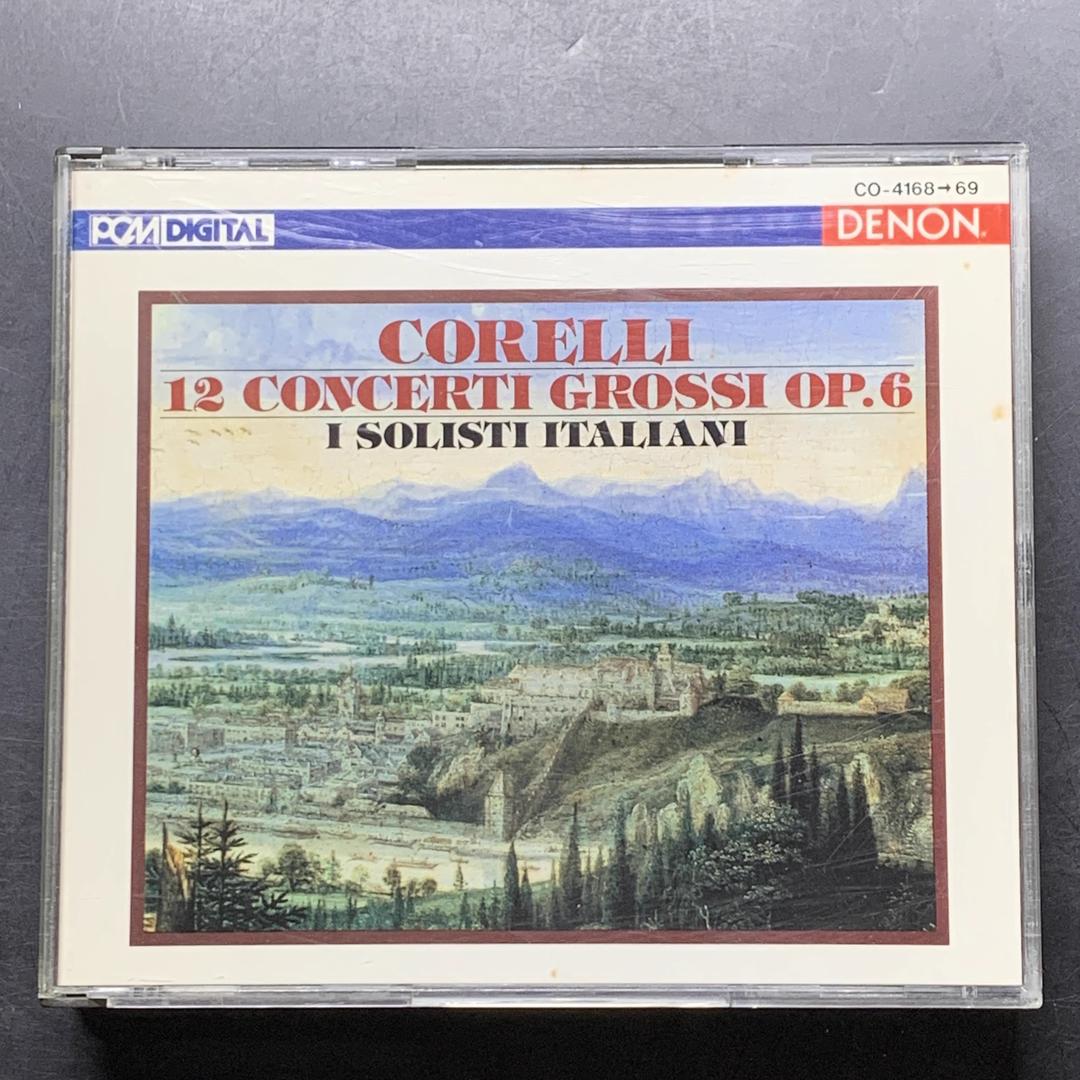 CO-4168→69
PCM DIGITAL
DENON
CORELLI
12 CONCERTI GROSSI OP.6
I SOLISTI ITALIANI